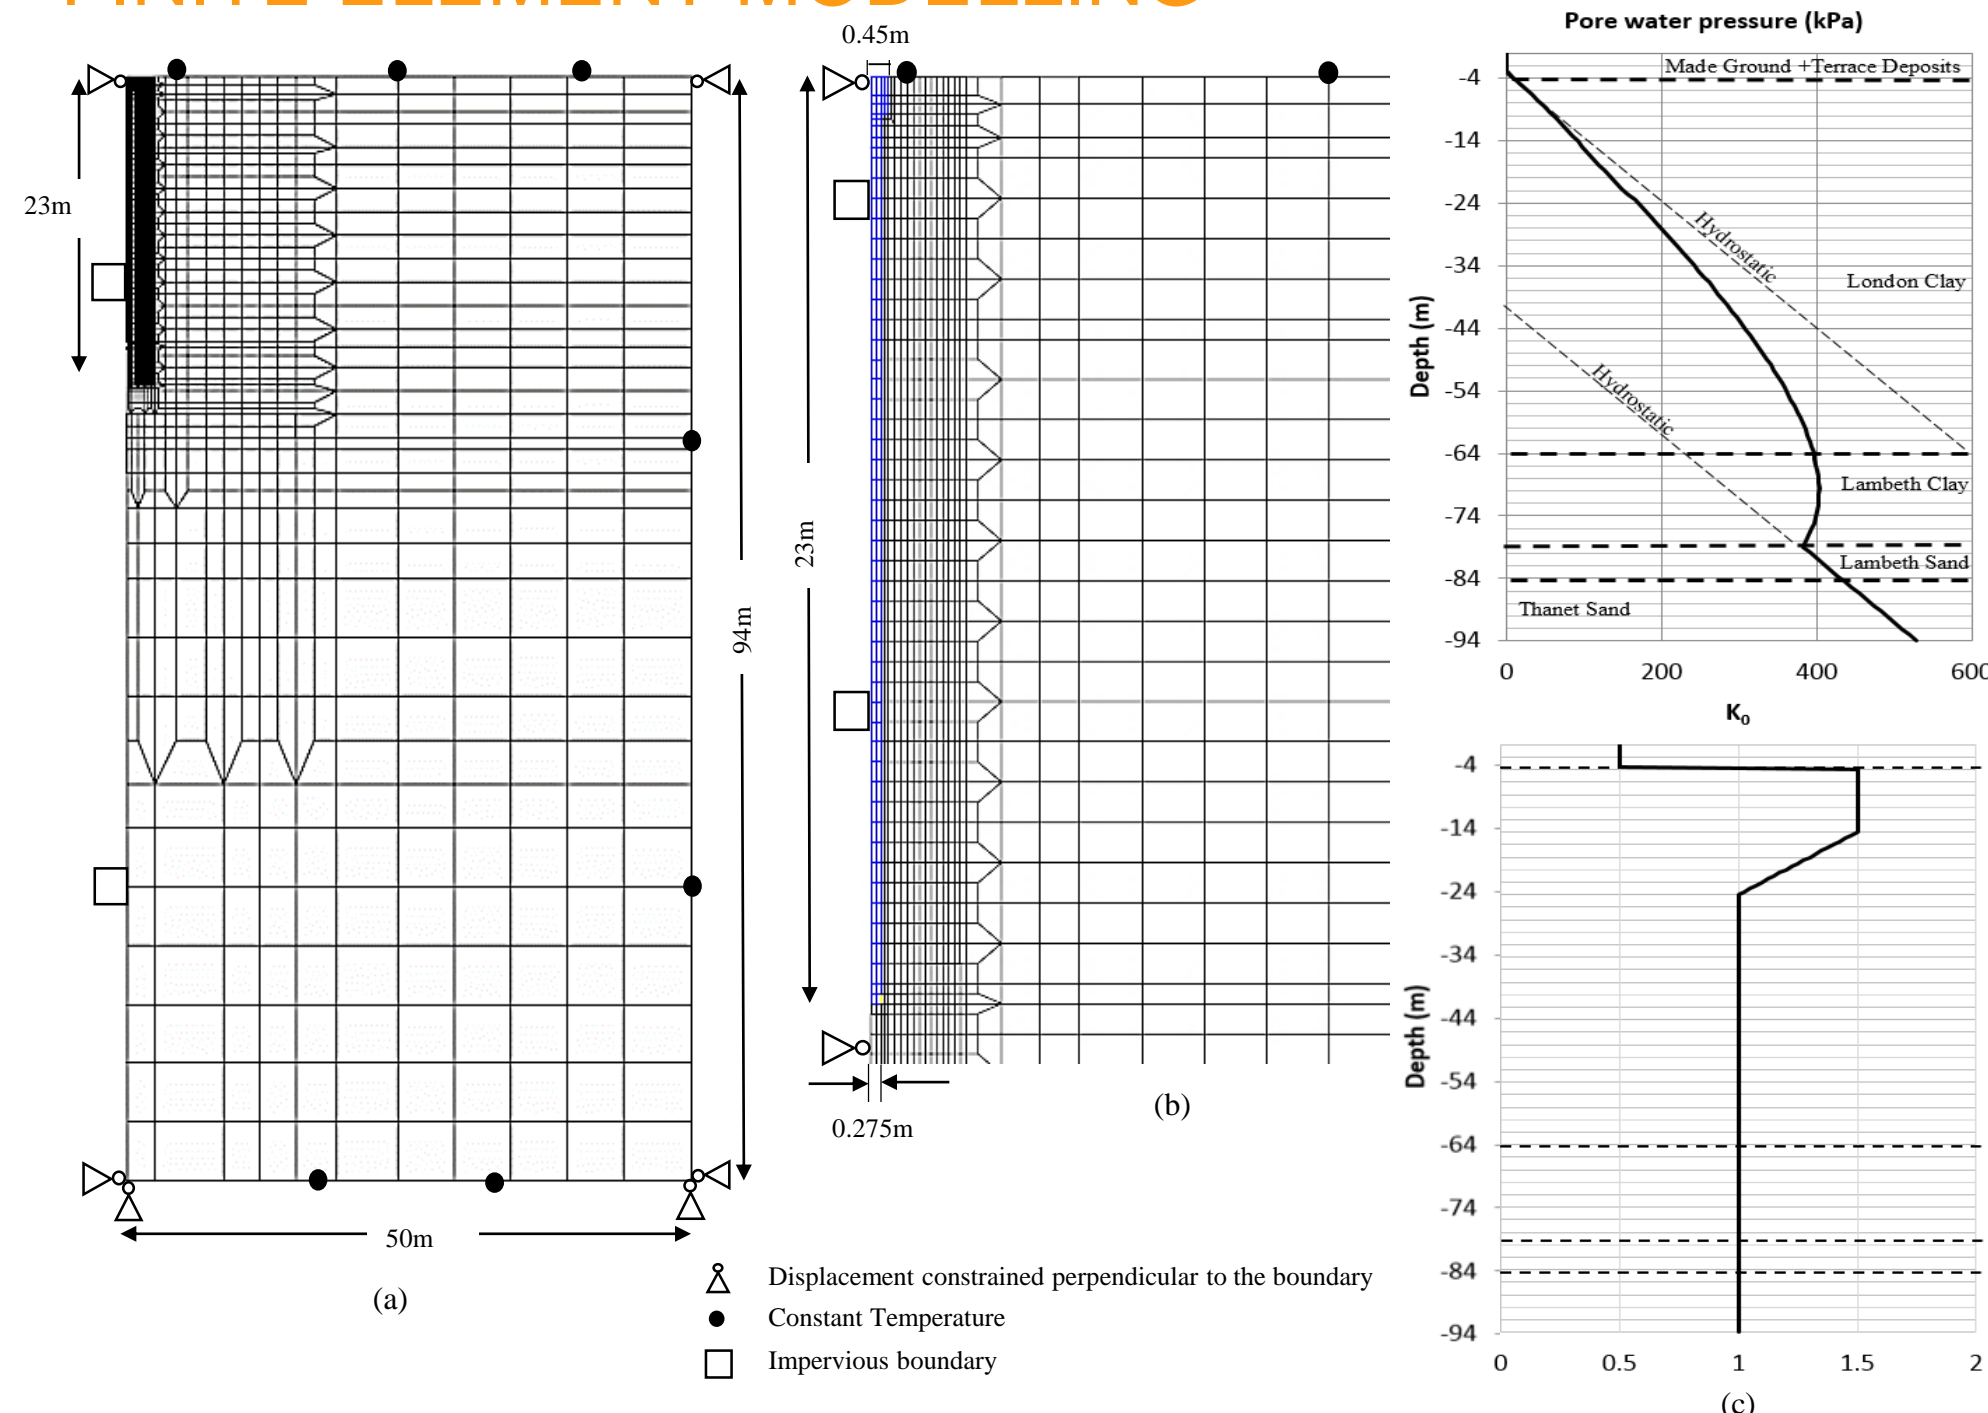 FINITE ELEMENT MODELLING
23m
94m
50m
(a)
0.45m
23m
0.275m
(b)
Displacement constrained perpendicular to the boundary
Constant Temperature
Impervious boundary
Pore water pressure (kPa)
Made Ground +Terrace Deposits
Hydrostatic
London Clay
Hydrostatic
Lambeth Clay
Lambeth Sand
Thanet Sand
Depth (m)
-4
-14
-24
-34
-44
-54
-64
-74
-84
-94
0 200 400 600
K0
Depth (m)
-4
-14
-24
-34
-44
-54
-64
-74
-84
-94
0 0.5 1 1.5 2
(c)